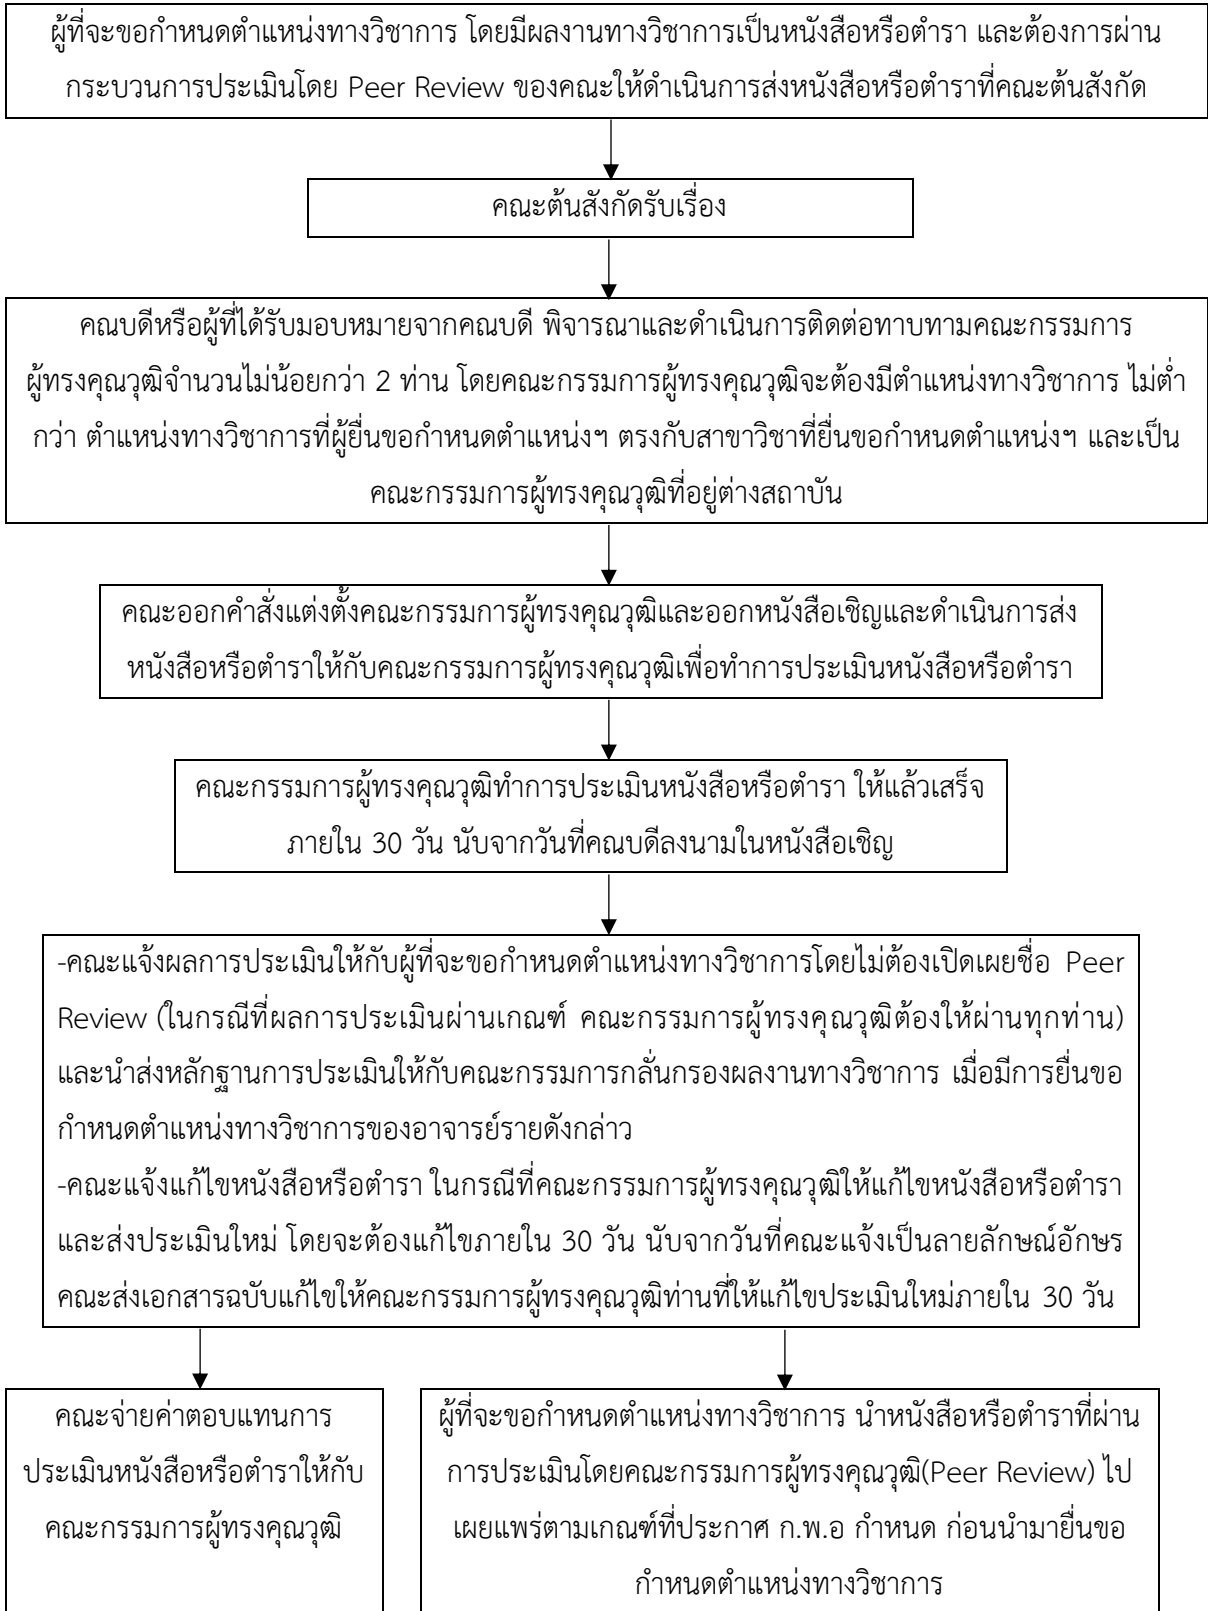 ผู้ที่จะขอกำหนดตำแหน่งทางวิชาการ โดยมีผลงานทางวิชาการเป็นหนังสือหรือตำรา และต้องการผ่าน
กระบวนการประเมินโดย Peer Review ของคณะให้ดำเนินการส่งหนังสือหรือตำราที่คณะต้นสังกัด
คณะต้นสังกัดรับเรื่อง
คณบดีหรือผู้ที่ได้รับมอบหมายจากคณบดี พิจารณาและดำเนินการติดต่อทาบทามคณะกรรมการ
ผู้ทรงคุณวุฒิจำนวนไม่น้อยกว่า 2 ท่าน โดยคณะกรรมการผู้ทรงคุณวุฒิจะต้องมีตำแหน่งทางวิชาการ ไม่ต่ำ
กว่า ตำแหน่งทางวิชาการที่ผู้ยื่นขอกำหนดตำแหน่งฯ ตรงกับสาขาวิชาที่ยื่นขอกำหนดตำแหน่งฯ และเป็น
คณะกรรมการผู้ทรงคุณวุฒิที่อยู่ต่างสถาบัน
คณะออกคำสั่งแต่งตั้งคณะกรรมการผู้ทรงคุณวุฒิและออกหนังสือเชิญและดำเนินการส่ง
หนังสือหรือตำราให้กับคณะกรรมการผู้ทรงคุณวุฒิเพื่อทำการประเมินหนังสือหรือตำรา
คณะกรรมการผู้ทรงคุณวุฒิทำการประเมินหนังสือหรือตำรา ให้แล้วเสร็จ
ภายใน 30 วัน นับจากวันที่คณบดีลงนามในหนังสือเชิญ
-คณะแจ้งผลการประเมินให้กับผู้ที่จะขอกำหนดตำแหน่งทางวิชาการโดยไม่ต้องเปิดเผยชื่อ Peer
Review (ในกรณีที่ผลการประเมินผ่านเกณฑ์ คณะกรรมการผู้ทรงคุณวุฒิต้องให้ผ่านทุกท่าน)
และนำส่งหลักฐานการประเมินให้กับคณะกรรมการกลั่นกรองผลงานทางวิชาการ เมื่อมีการยื่นขอ
กำหนดตำแหน่งทางวิชาการของอาจารย์รายดังกล่าว
-คณะแจ้งแก้ไขหนังสือหรือตำรา ในกรณีที่คณะกรรมการผู้ทรงคุณวุฒิให้แก้ไขหนังสือหรือตำรา
และส่งประเมินใหม่ โดยจะต้องแก้ไขภายใน 30 วัน นับจากวันที่คณะแจ้งเป็นลายลักษณ์อักษร
คณะส่งเอกสารฉบับแก้ไขให้คณะกรรมการผู้ทรงคุณวุฒิท่านที่ให้แก้ไขประเมินใหม่ภายใน 30 วัน
คณะจ่ายค่าตอบแทนการ
ประเมินหนังสือหรือตำราให้กับ
คณะกรรมการผู้ทรงคุณวุฒิ
ผู้ที่จะขอกำหนดตำแหน่งทางวิชาการ นำหนังสือหรือตำราที่ผ่าน
การประเมินโดยคณะกรรมการผู้ทรงคุณวุฒิ(Peer Review) ไป
เผยแพร่ตามเกณฑ์ที่ประกาศ ก.พ.อ กำหนด ก่อนนำมายื่นขอ
กำหนดตำแหน่งทางวิชาการ